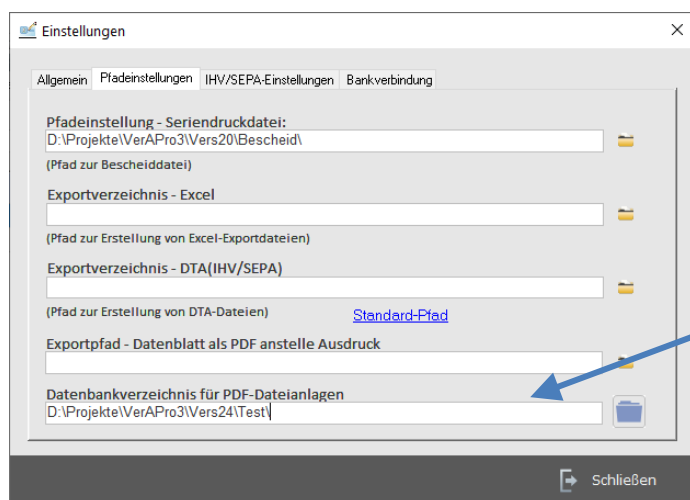 Einstellungen
Allgemein Pfadeinstellungen IHV/SEPA-Einstellungen Bankverbindung
Pfadeinstellung - Seriendruckdatei:
D:\Projekte\VerAPro3\Vers20\Bescheid\
(Pfad zur Bescheiddatei)
Exportverzeichnis - Excel
(Pfad zur Erstellung von Excel-Exportdateien)
Exportverzeichnis - DTA(IHV/SEPA)
(Pfad zur Erstellung von DTA-Dateien) Standard-Pfad
Exportpfad - Datenblatt als PDF anstelle Ausdruck
Datenbankverzeichnis für PDF-Dateianlagen
D:\Projekte\VerAPro3\Vers24\Test\
Schließen